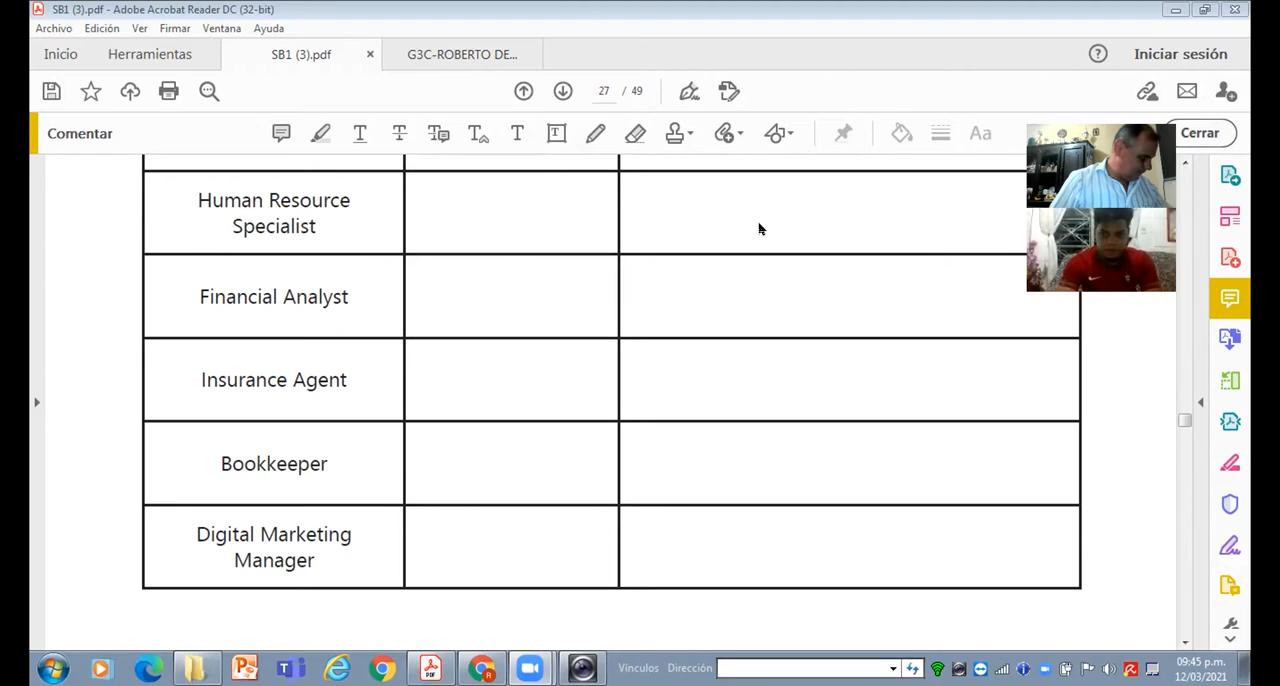 SB1 (3).pdf - Adobe Acrobat Reader DC (32-bit)
Archivo Edición Ver Firmar Ventana Ayuda
Inicio Herramientas SB1 (3).pdf × G3C-ROBERTO DE... ? Iniciar sesión
27 / 49
Comentar Aa Cerrar
Human Resource
Specialist
Financial Analyst
Insurance Agent
Bookkeeper
Digital Marketing
Manager
Vínculos Dirección
09:45 p.m.
12/03/2021